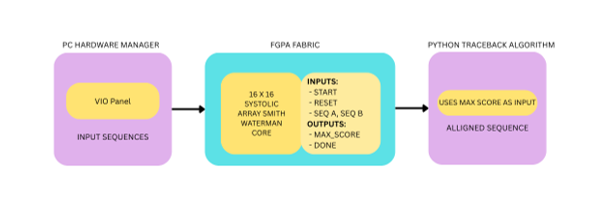 PC HARDWARE MANAGER
VIO Panel
INPUT SEQUENCES
FGPA FABRIC
16 X 16
SYSTOLIC
ARRAY SMITH
WATERMAN
CORE
INPUTS:
- START
- RESET
- SEQ A, SEQ B
OUTPUTS:
- MAX_SCORE
- DONE
PYTHON TRACEBACK ALGORITHM
USES MAX SCORE AS INPUT
ALLIGNED SEQUENCE